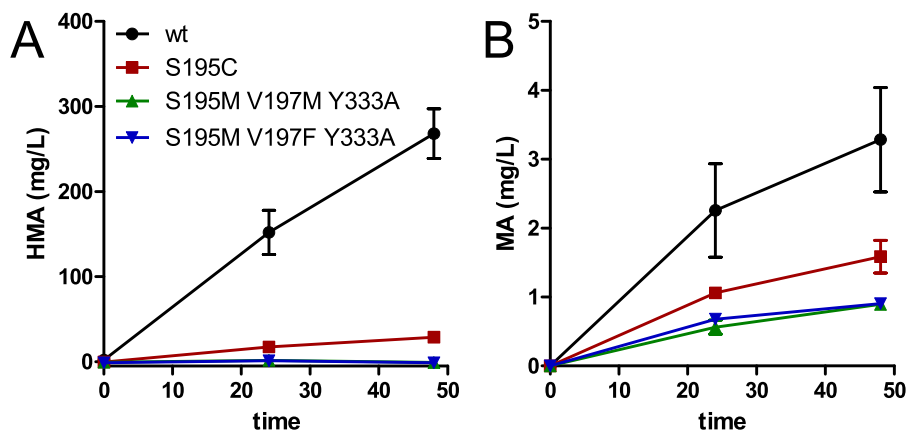 A
400
300
200
100
0
HMA (mg/L)
wt
S195C
S195M V197M Y333A
S195M V197F Y333A
0 10 20 30 40 50
time
B
5
4
3
2
1
0
MA (mg/L)
0 10 20 30 40 50
time